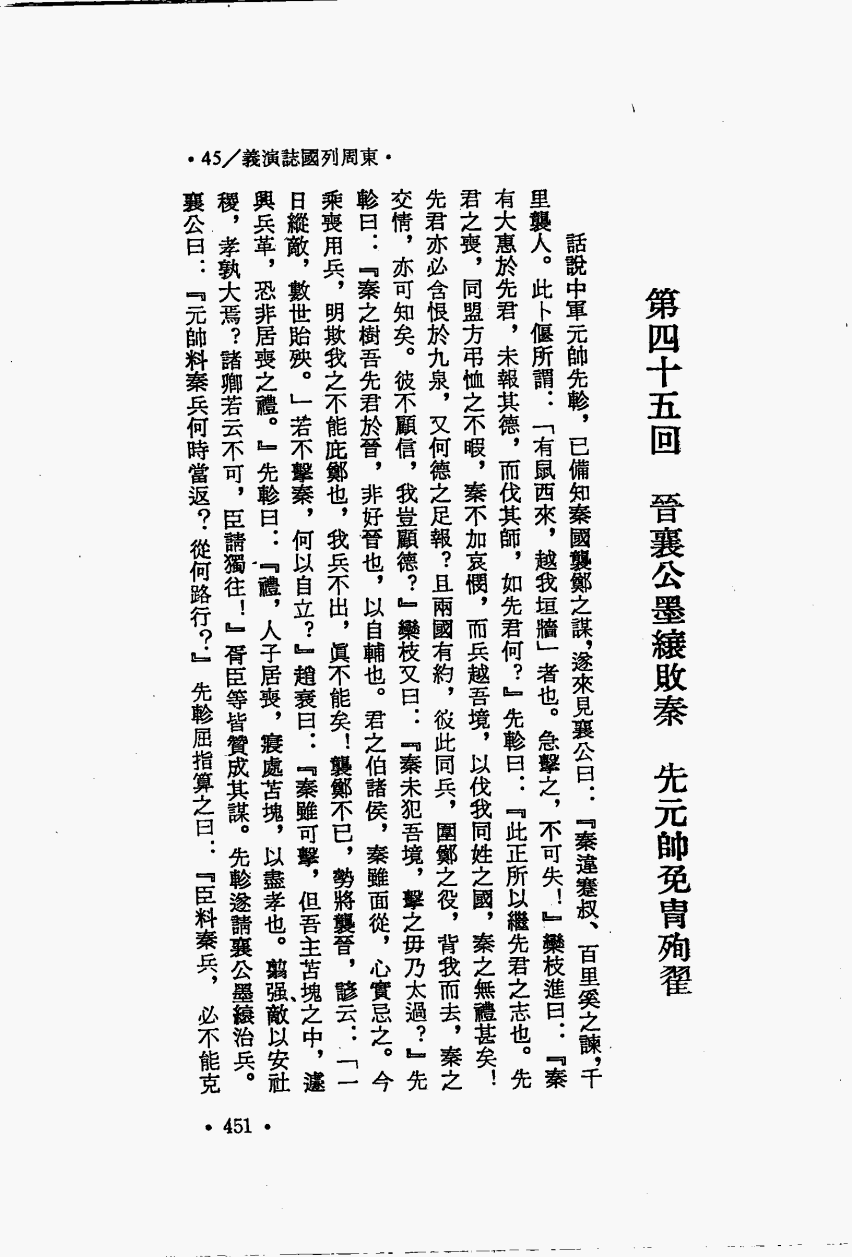 ·東周列國誌演義/45·
第四十五回　晉襄公墨縗敗秦　先元帥免冑殉翟
話說中軍元帥先軫，已備知秦國襲鄭之謀，遂來見襄公曰：『秦違蹇叔、百里奚之諫，千
里襲人。此卜偃所謂：「有鼠西來，越我垣牆」者也。急擊之，不可失！』欒枝進曰：『秦
有大惠於先君，未報其德，而伐其師，如先君何？』先軫曰：『此正所以繼先君之志也。先
君之喪，同盟方弔恤之不暇，秦不加哀憫，而兵越吾境，以伐我同姓之國，秦之無禮甚矣！
先君亦必含恨於九泉，又何德之足報？且兩國有約，彼此同兵，圍鄭之役，背我而去，秦之
交情，亦可知矣。彼不顧信，我豈顧德？』欒枝又曰：『秦未犯吾境，擊之毋乃太過？』先
軫曰：『秦之樹吾先君於晉，非好晉也，以自輔也。君之伯諸侯，秦雖面從，心實忌之。今
乘喪用兵，明欺我之不能庇鄭也，我兵不出，眞不能矣！襲鄭不已，勢將襲晉，諺云：「一
日縱敵，數世貽殃。」若不擊秦，何以自立？』趙衰曰：『秦雖可擊，但吾主苫塊之中，遽
興兵革，恐非居喪之禮。』先軫曰：『禮，人子居喪，寢處苫塊，以盡孝也。翦强敵以安社
稷，孝孰大焉？諸卿若云不可，臣請獨往！』胥臣等皆贊成其謀。先軫遂請襄公墨縗治兵。
襄公曰：『元帥料秦兵何時當返？從何路行？』先軫屈指算之曰：『臣料秦兵，必不能克
·451·